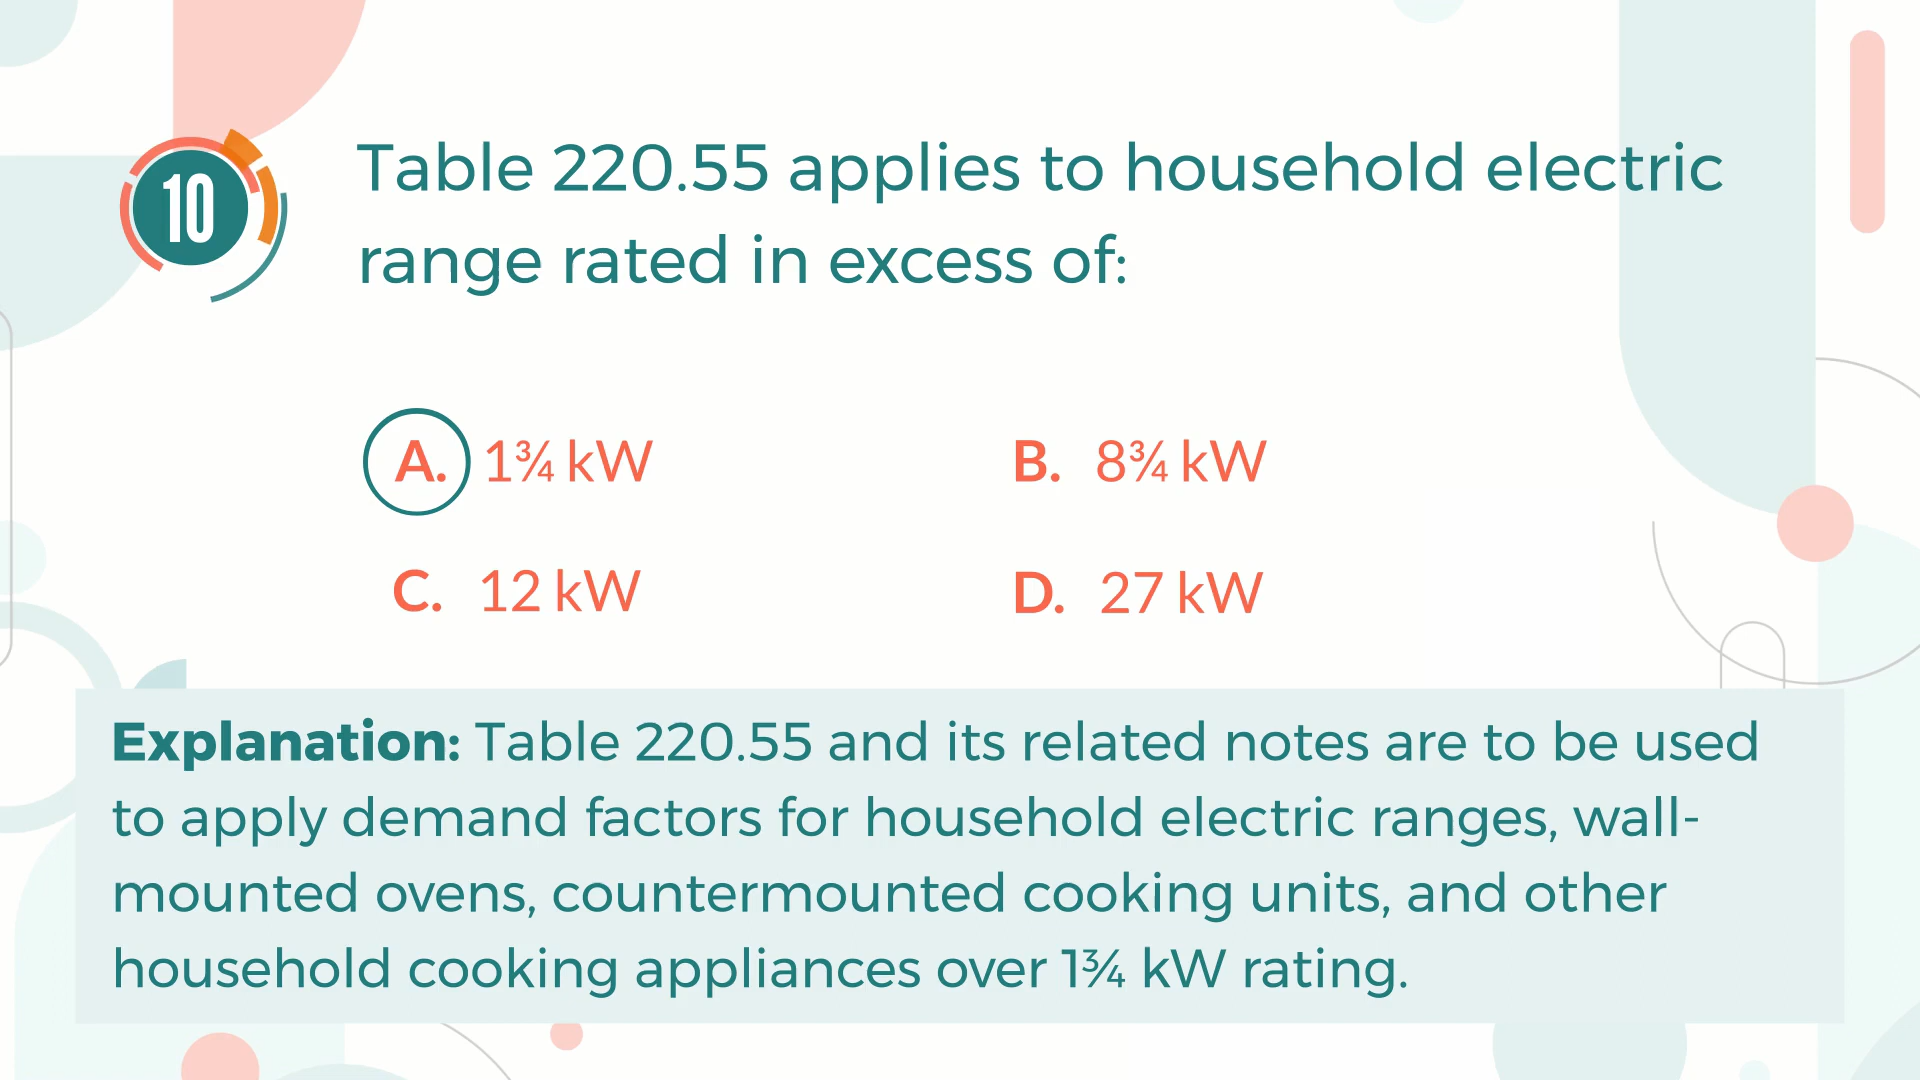 10
Table 220.55 applies to household electric
range rated in excess of:
A. 1¾ kW
B. 8¾ kW
C. 12 kW
D. 27 kW
Explanation: Table 220.55 and its related notes are to be used
to apply demand factors for household electric ranges, wall-
mounted ovens, countermounted cooking units, and other
household cooking appliances over 1¾ kW rating.